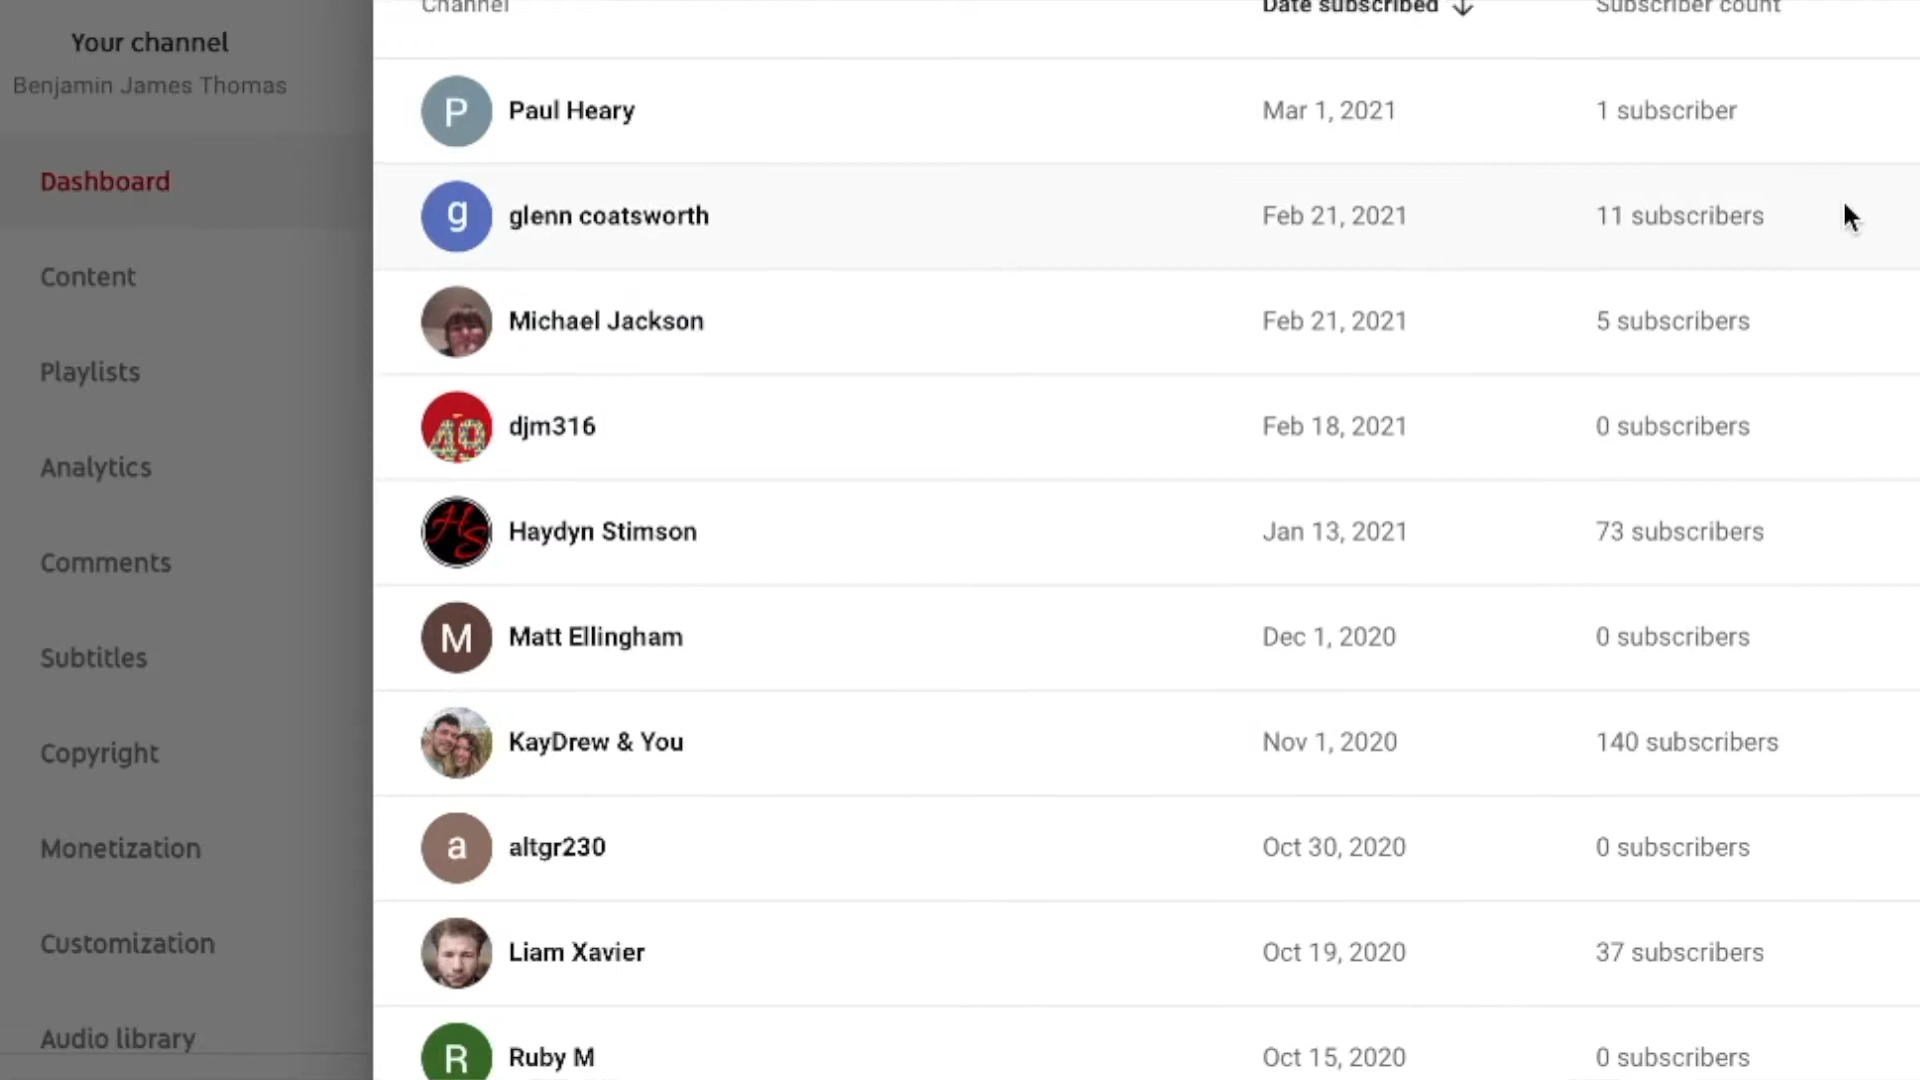 Channel Date subscribed Subscriber count
Your channel
Benjamin James Thomas
Dashboard
Content
Playlists
Analytics
Comments
Subtitles
Copyright
Monetization
Customization
Audio library
P Paul Heary Mar 1, 2021 1 subscriber
g glenn coatsworth Feb 21, 2021 11 subscribers
Michael Jackson Feb 21, 2021 5 subscribers
49 djm316 Feb 18, 2021 0 subscribers
HS Haydyn Stimson Jan 13, 2021 73 subscribers
M Matt Ellingham Dec 1, 2020 0 subscribers
KayDrew & You Nov 1, 2020 140 subscribers
a altgr230 Oct 30, 2020 0 subscribers
Liam Xavier Oct 19, 2020 37 subscribers
R Ruby M Oct 15, 2020 0 subscribers